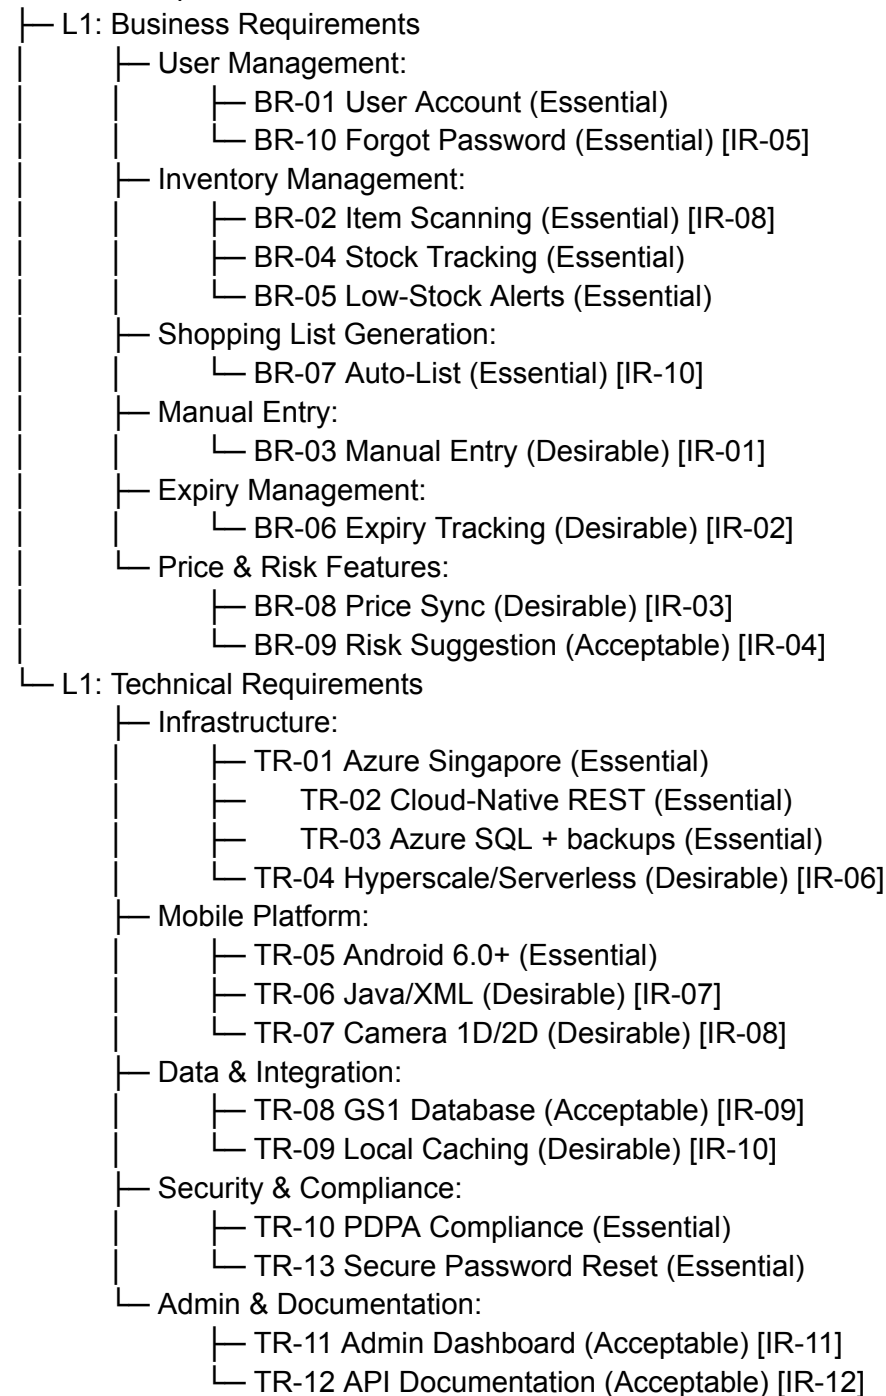 ├─ L1: Business Requirements
│ ├─ User Management:
│ │ ├─ BR-01 User Account (Essential)
│ │ └─ BR-10 Forgot Password (Essential) [IR-05]
│ ├─ Inventory Management:
│ │ ├─ BR-02 Item Scanning (Essential) [IR-08]
│ │ ├─ BR-04 Stock Tracking (Essential)
│ │ └─ BR-05 Low-Stock Alerts (Essential)
│ ├─ Shopping List Generation:
│ │ └─ BR-07 Auto-List (Essential) [IR-10]
│ ├─ Manual Entry:
│ │ └─ BR-03 Manual Entry (Desirable) [IR-01]
│ ├─ Expiry Management:
│ │ └─ BR-06 Expiry Tracking (Desirable) [IR-02]
│ └─ Price & Risk Features:
│ ├─ BR-08 Price Sync (Desirable) [IR-03]
│ └─ BR-09 Risk Suggestion (Acceptable) [IR-04]
└─ L1: Technical Requirements
├─ Infrastructure:
│ ├─ TR-01 Azure Singapore (Essential)
│ ├─ TR-02 Cloud-Native REST (Essential)
│ ├─ TR-03 Azure SQL + backups (Essential)
│ └─ TR-04 Hyperscale/Serverless (Desirable) [IR-06]
├─ Mobile Platform:
│ ├─ TR-05 Android 6.0+ (Essential)
│ ├─ TR-06 Java/XML (Desirable) [IR-07]
│ └─ TR-07 Camera 1D/2D (Desirable) [IR-08]
├─ Data & Integration:
│ ├─ TR-08 GS1 Database (Acceptable) [IR-09]
│ └─ TR-09 Local Caching (Desirable) [IR-10]
├─ Security & Compliance:
│ ├─ TR-10 PDPA Compliance (Essential)
│ └─ TR-13 Secure Password Reset (Essential)
└─ Admin & Documentation:
├─ TR-11 Admin Dashboard (Acceptable) [IR-11]
└─ TR-12 API Documentation (Acceptable) [IR-12]